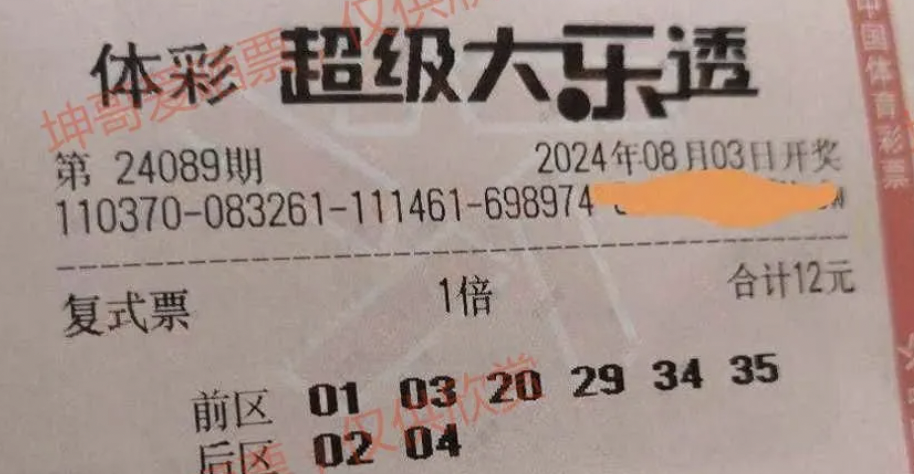 体彩 超级大乐透
第 24089期 2024年08月03日开奖
110370-083261-111461-698974
复式票 1倍 合计12元
前区 01 03 20 29 34 35
后区 02 04
中国体育彩票
坤哥爱彩票，仅供欣赏
仅供欣赏